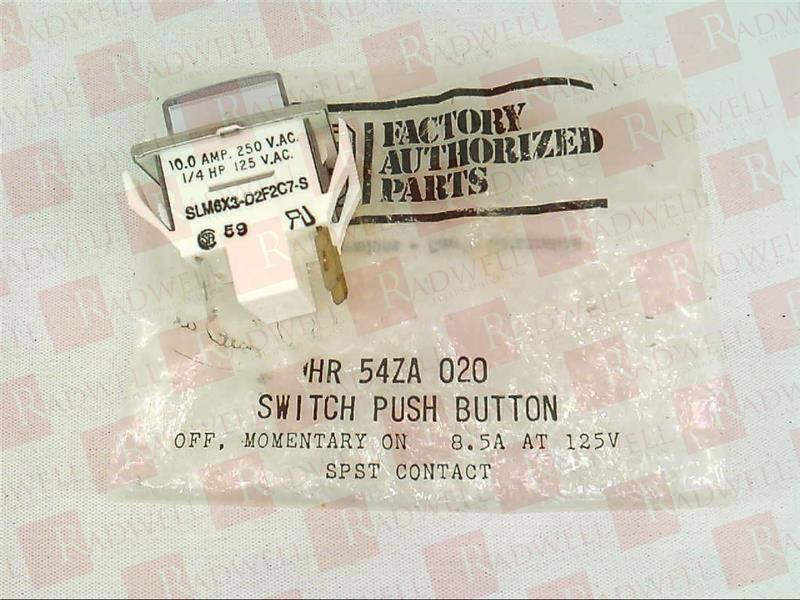 10.0 AMP. 250 V.AC.
1/4 HP 125 V.AC.
SLM6X3-D2F2C7-S
59
FACTORY
AUTHORIZED
PARTS
HR 54ZA 020
SWITCH PUSH BUTTON
OFF, MOMENTARY ON 8.5A AT 125V
SPST CONTACT
RADWELL